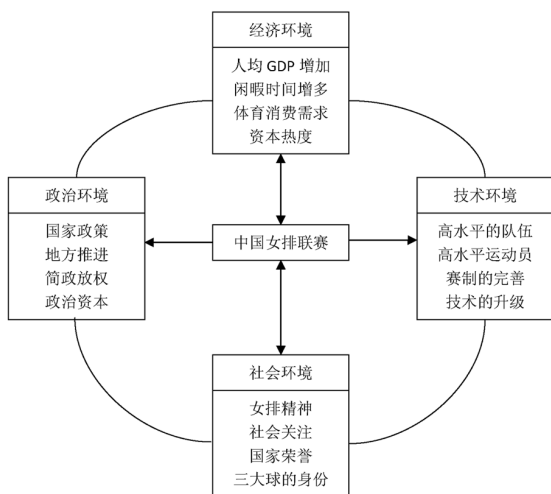 经济环境
人均 GDP 增加
闲暇时间增多
体育消费需求
资本热度
政治环境
国家政策
地方推进
简政放权
政治资本
中国女排联赛
技术环境
高水平的队伍
高水平运动员
赛制的完善
技术的升级
社会环境
女排精神
社会关注
国家荣誉
三大球的身份